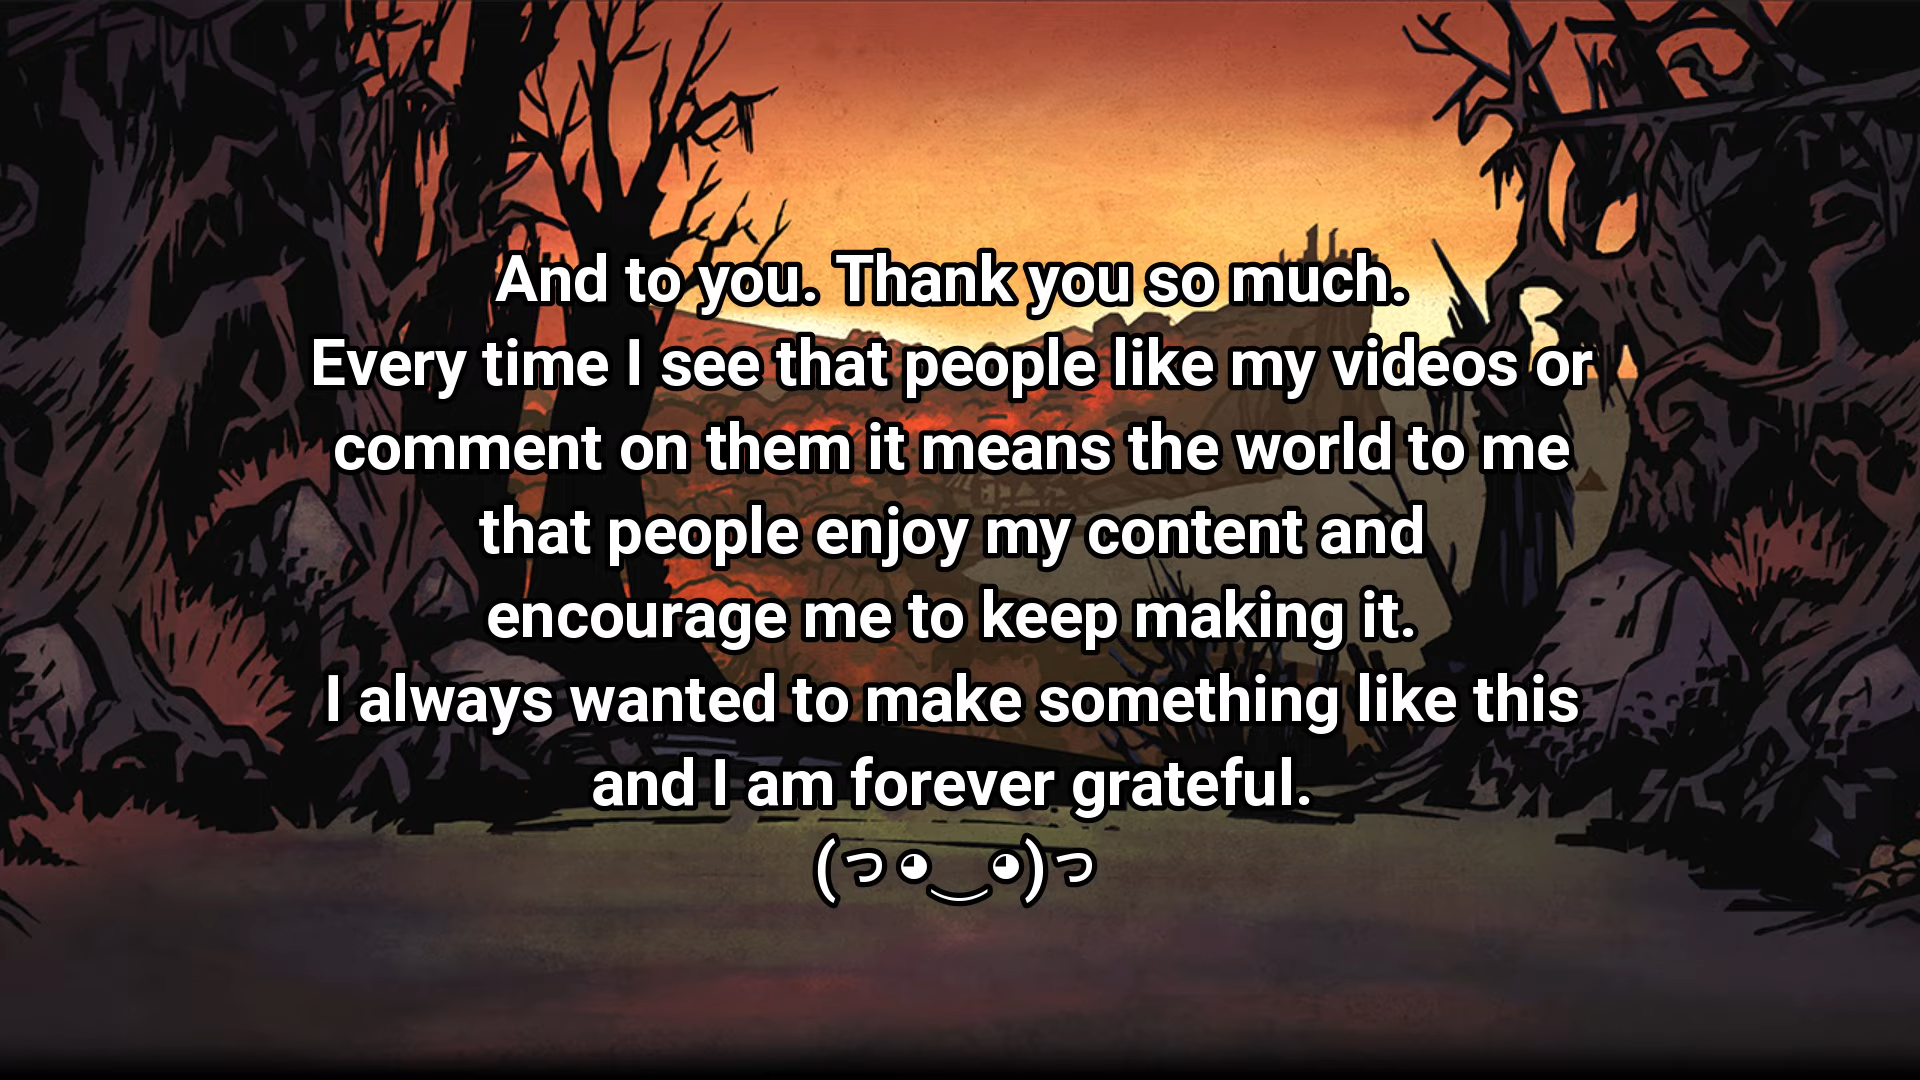 And to you. Thank you so much.
Every time I see that people like my videos or
comment on them it means the world to me
that people enjoy my content and
encourage me to keep making it.
I always wanted to make something like this
and I am forever grateful.
(っ◕‿◕)っ